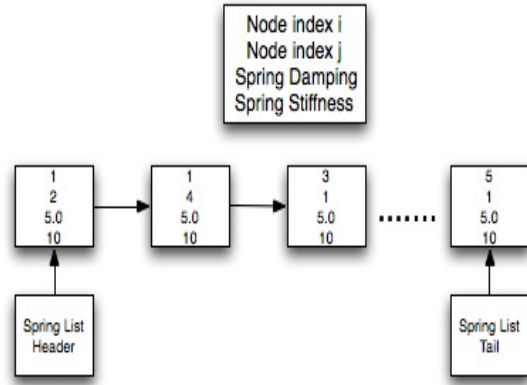 Node index i
Node index j
Spring Damping
Spring Stiffness
1
2
5.0
10
1
4
5.0
10
3
1
5.0
10
5
1
5.0
10
Spring List
Header
Spring List
Tail